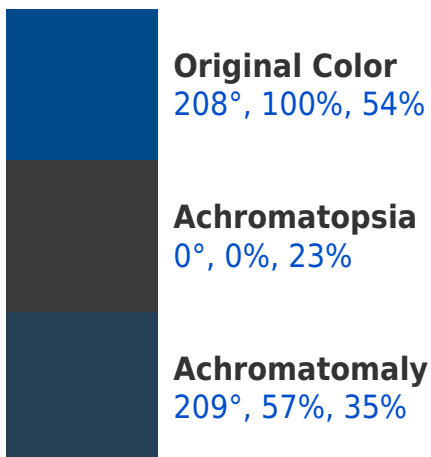 Original Color
208°, 100%, 54%
Achromatopsia
0°, 0%, 23%
Achromatomaly
209°, 57%, 35%